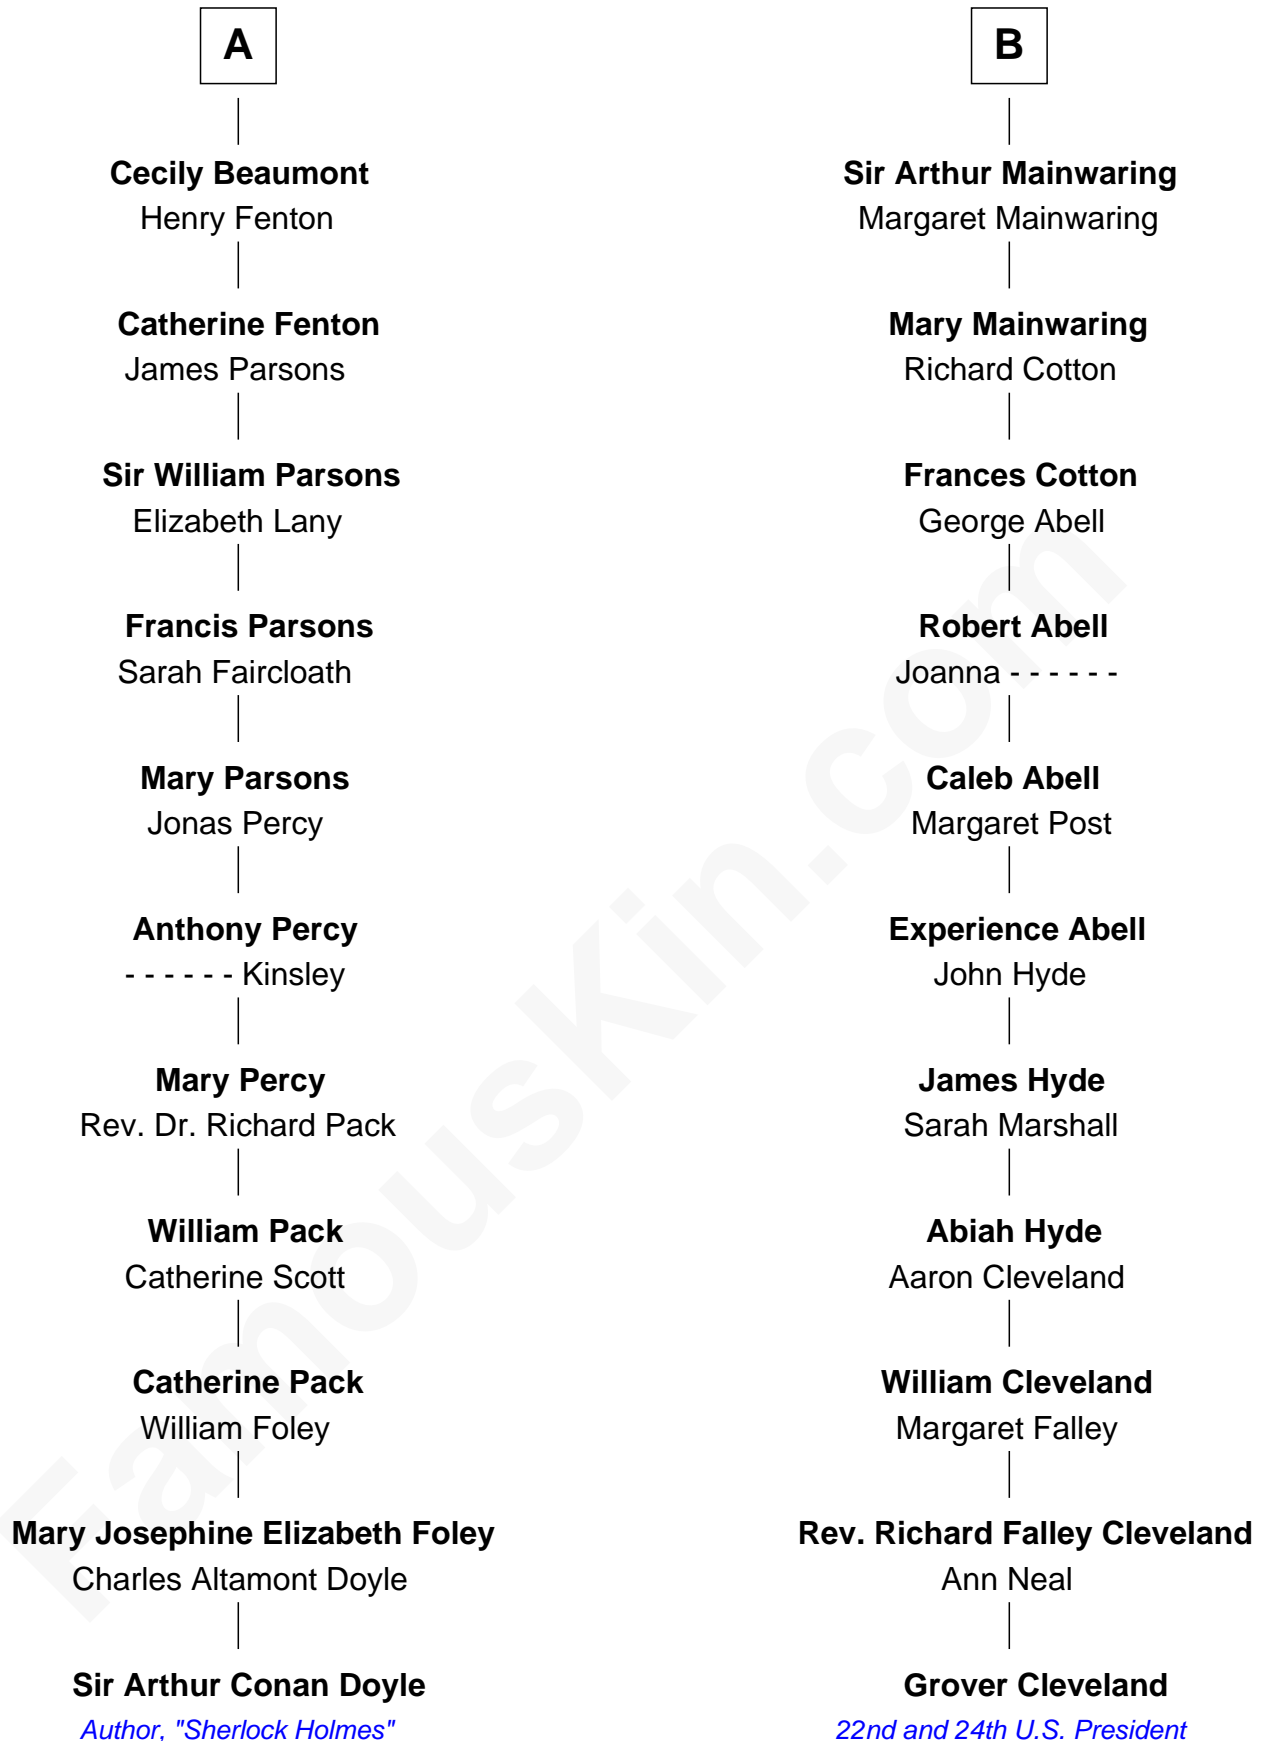 A
Cecily Beaumont
Henry Fenton
Catherine Fenton
James Parsons
Sir William Parsons
Elizabeth Lany
Francis Parsons
Sarah Faircloath
Mary Parsons
Jonas Percy
Anthony Percy
- - - - - - Kinsley
Mary Percy
Rev. Dr. Richard Pack
William Pack
Catherine Scott
Catherine Pack
William Foley
Mary Josephine Elizabeth Foley
Charles Altamont Doyle
Sir Arthur Conan Doyle
Author, "Sherlock Holmes"
B
Sir Arthur Mainwaring
Margaret Mainwaring
Mary Mainwaring
Richard Cotton
Frances Cotton
George Abell
Robert Abell
Joanna - - - - - -
Caleb Abell
Margaret Post
Experience Abell
John Hyde
James Hyde
Sarah Marshall
Abiah Hyde
Aaron Cleveland
William Cleveland
Margaret Falley
Rev. Richard Falley Cleveland
Ann Neal
Grover Cleveland
22nd and 24th U.S. President
FamousKin.com